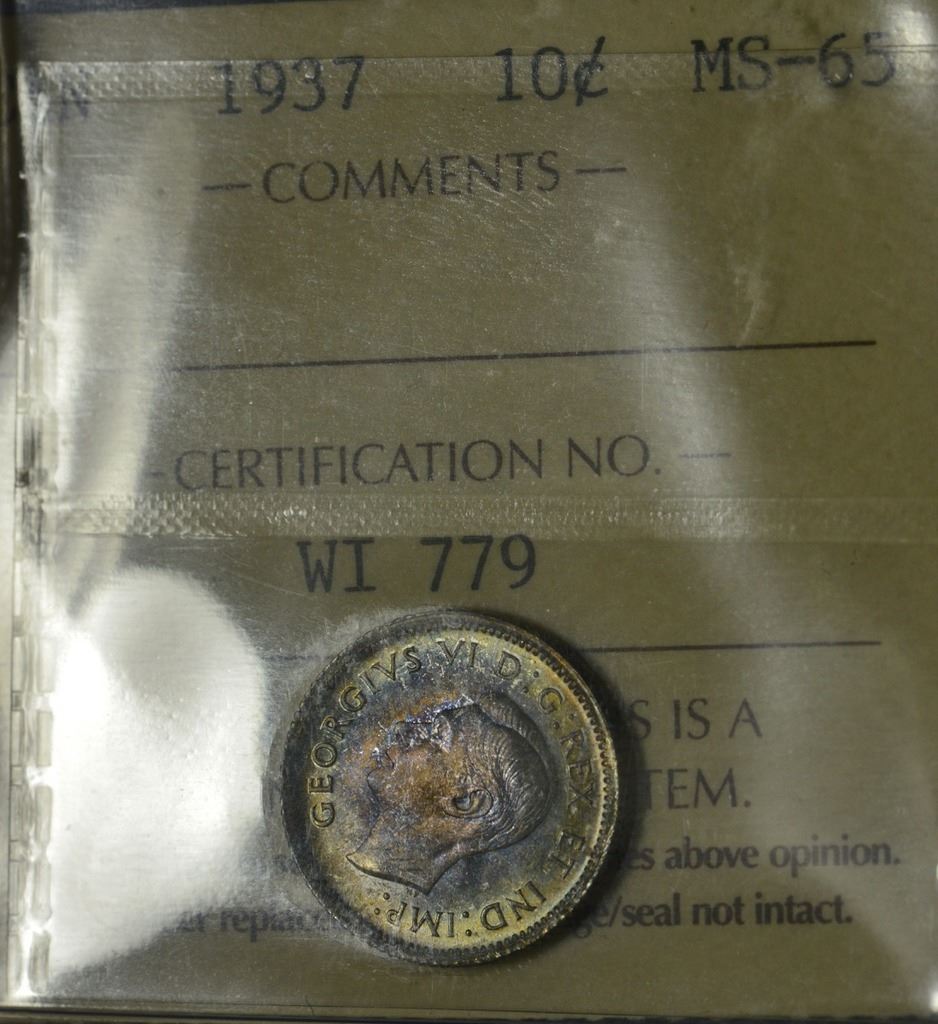 1937 10¢ MS-65
—COMMENTS—
-CERTIFICATION NO.—
WI 779
S IS A
TEM.
es above opinion.
e/seal not intact.
GEORGIVS VI D:G:REX ET IND:IMP: